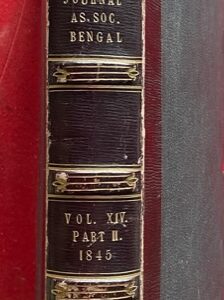 JOURNAL
AS. SOC.
BENGAL
VOL. XIV.
PART II.
1845